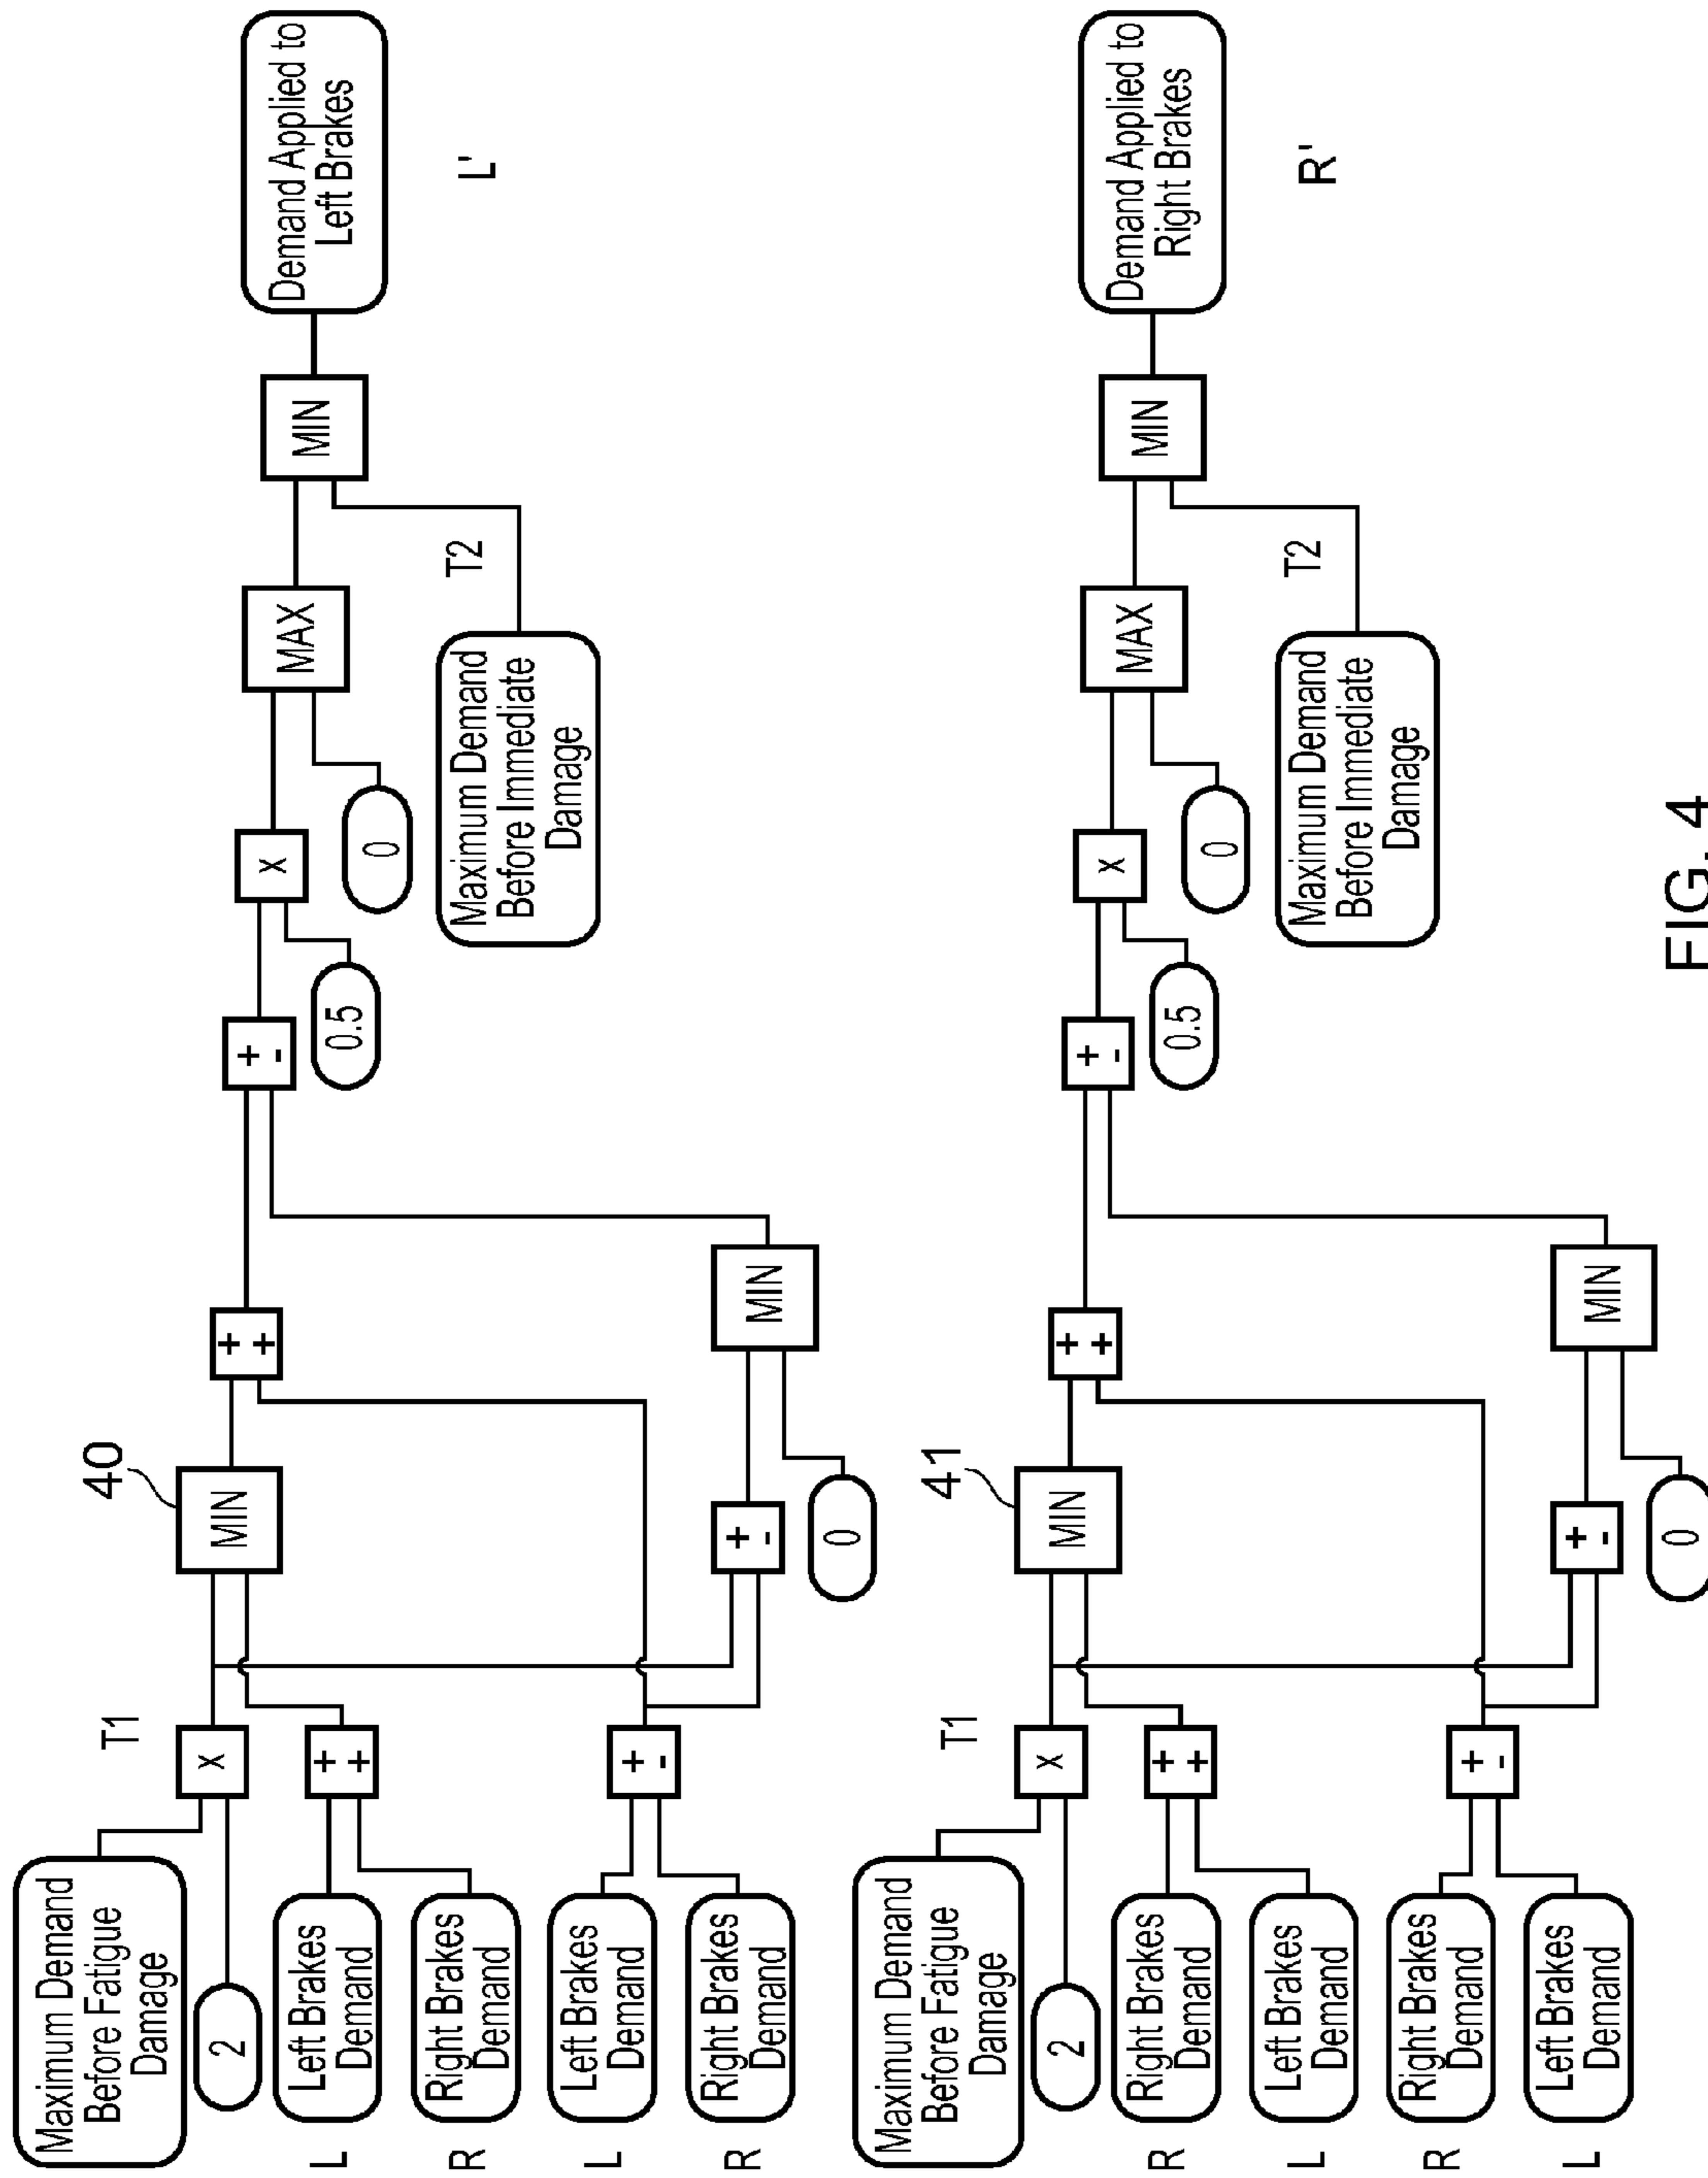 Maximum Demand
Before Fatigue
Damage
2
L
Left Brakes
Demand
R
Right Brakes
Demand
L
Left Brakes
Demand
R
Right Brakes
Demand
T1
x
+
+
+
-
40
MIN
+
-
0
+
+
MIN
+
-
0.5
x
0
MAX
Maximum Demand
Before Immediate
Damage
T2
MIN
Demand Applied to
Left Brakes
L'
Maximum Demand
Before Fatigue
Damage
2
R
Right Brakes
Demand
L
Left Brakes
Demand
R
Right Brakes
Demand
L
Left Brakes
Demand
T1
x
+
+
+
-
41
MIN
+
-
0
+
+
MIN
+
-
0.5
x
0
MAX
Maximum Demand
Before Immediate
Damage
T2
MIN
Demand Applied to
Right Brakes
R'
FIG. 4